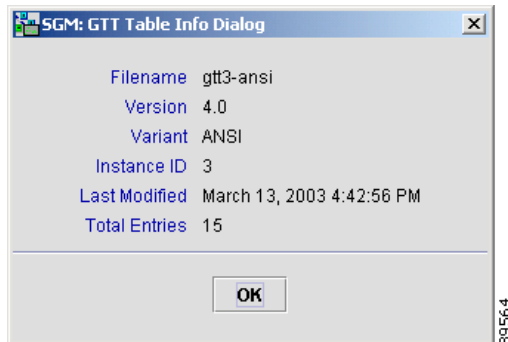 SGM: GTT Table Info Dialog
Filename gtt3-ansi
Version 4.0
Variant ANSI
Instance ID 3
Last Modified March 13, 2003 4:42:56 PM
Total Entries 15
OK
89564